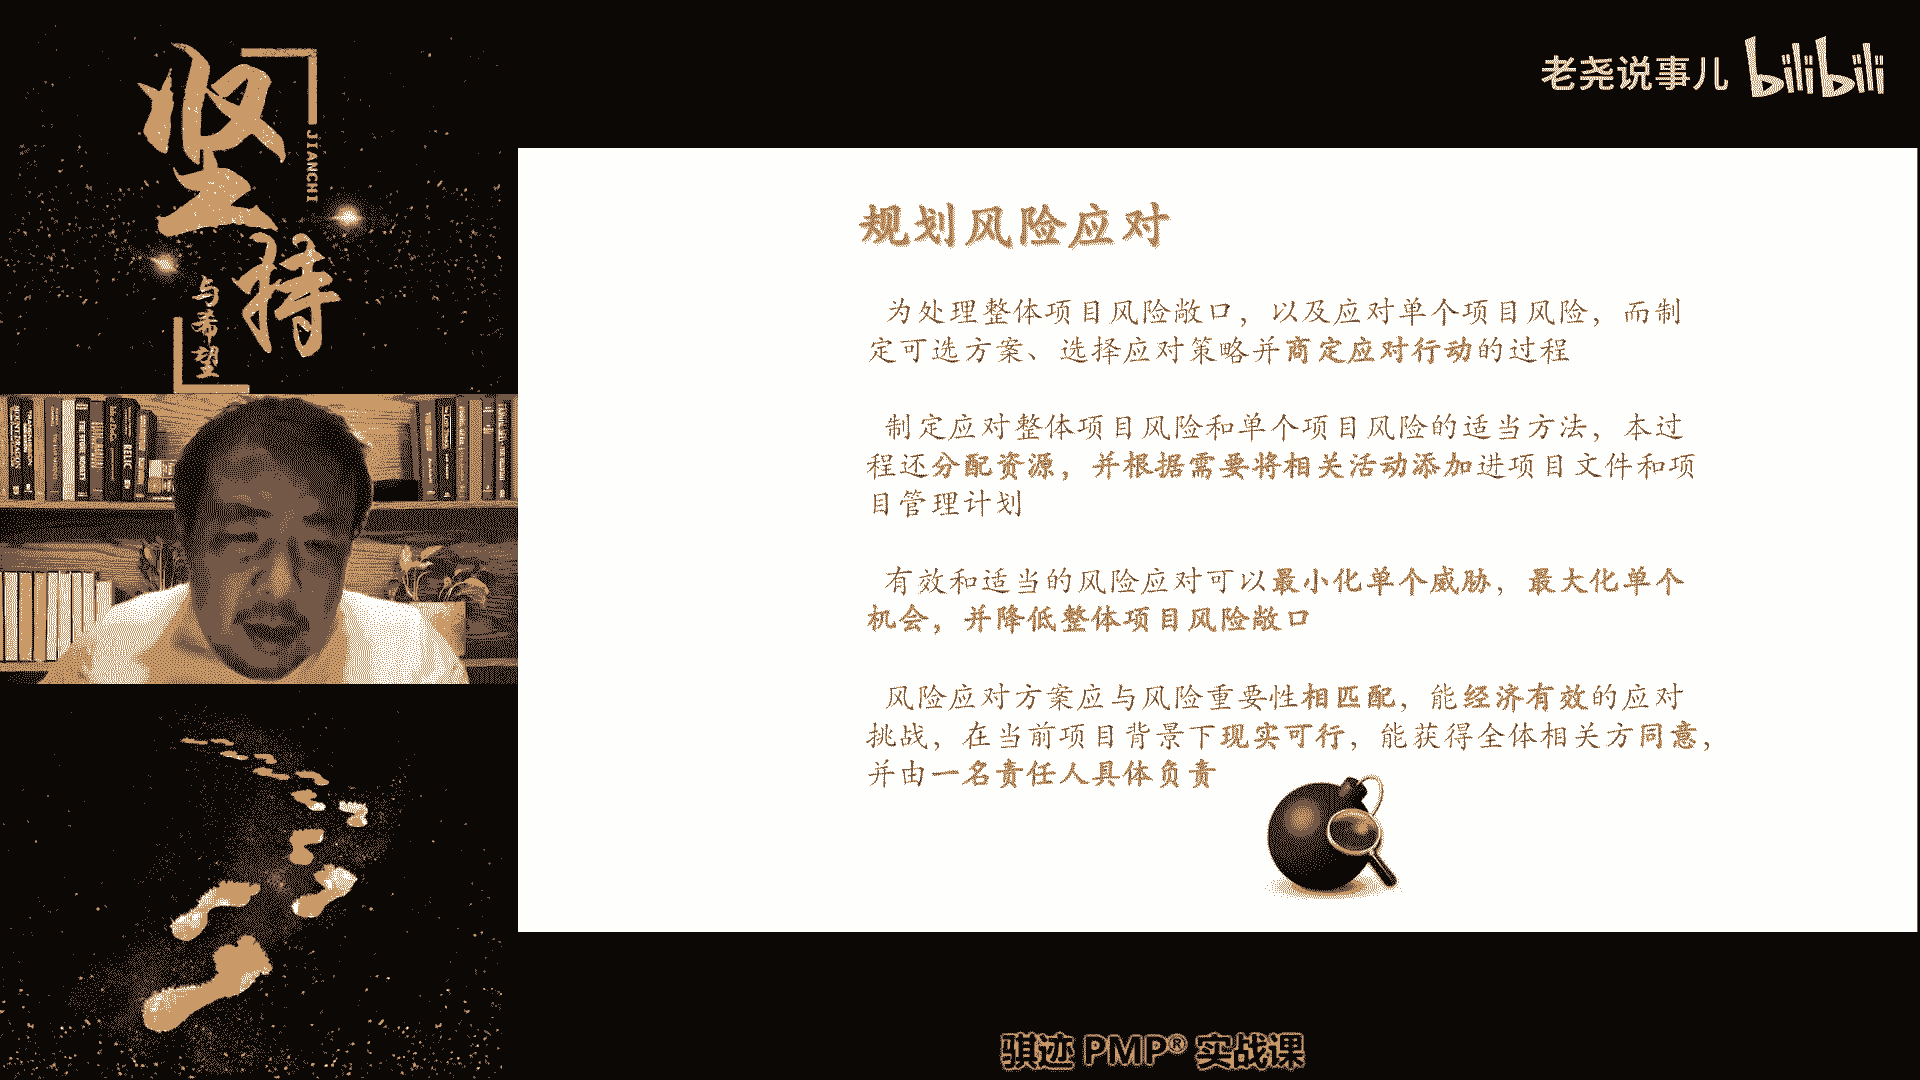 坚持
JIANCHI
与希望
老尧说事儿 bilibili
规划风险应对
为处理整体项目风险敞口，以及应对单个项目风险，而制
定可选方案、选择应对策略并商定应对行动的过程
制定应对整体项目风险和单个项目风险的适当方法，本过
程还分配资源，并根据需要将相关活动添加进项目文件和项
目管理计划
有效和适当的风险应对可以最小化单个威胁，最大化单个
机会，并降低整体项目风险敞口
风险应对方案应与风险重要性相匹配，能经济有效的应对
挑战，在当前项目背景下现实可行，能获得全体相关方同意，
并由一名责任人具体负责
骐迹 PMP® 实战课